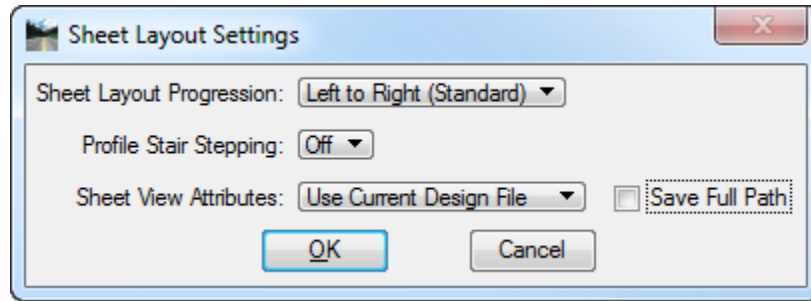 Sheet Layout Settings
Sheet Layout Progression: Left to Right (Standard)
Profile Stair Stepping: Off
Sheet View Attributes: Use Current Design File Save Full Path
OK Cancel